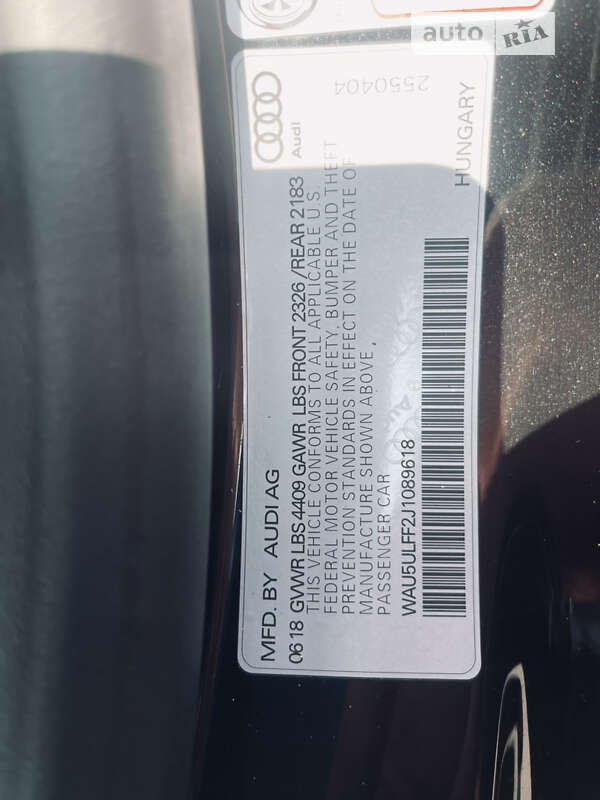 auto RIA
2550404
Audi
HUNGARY
MFD. BY AUDI AG
0618 GVWR LBS 4409 GAWR LBS FRONT 2326 /REAR 2183
THIS VEHICLE CONFORMS TO ALL APPLICABLE U.S.
FEDERAL MOTOR VEHICLE SAFETY, BUMPER AND THEFT
PREVENTION STANDARDS IN EFFECT ON THE DATE OF
MANUFACTURE SHOWN ABOVE,
PASSENGER CAR
WAU5ULFF2J1089618